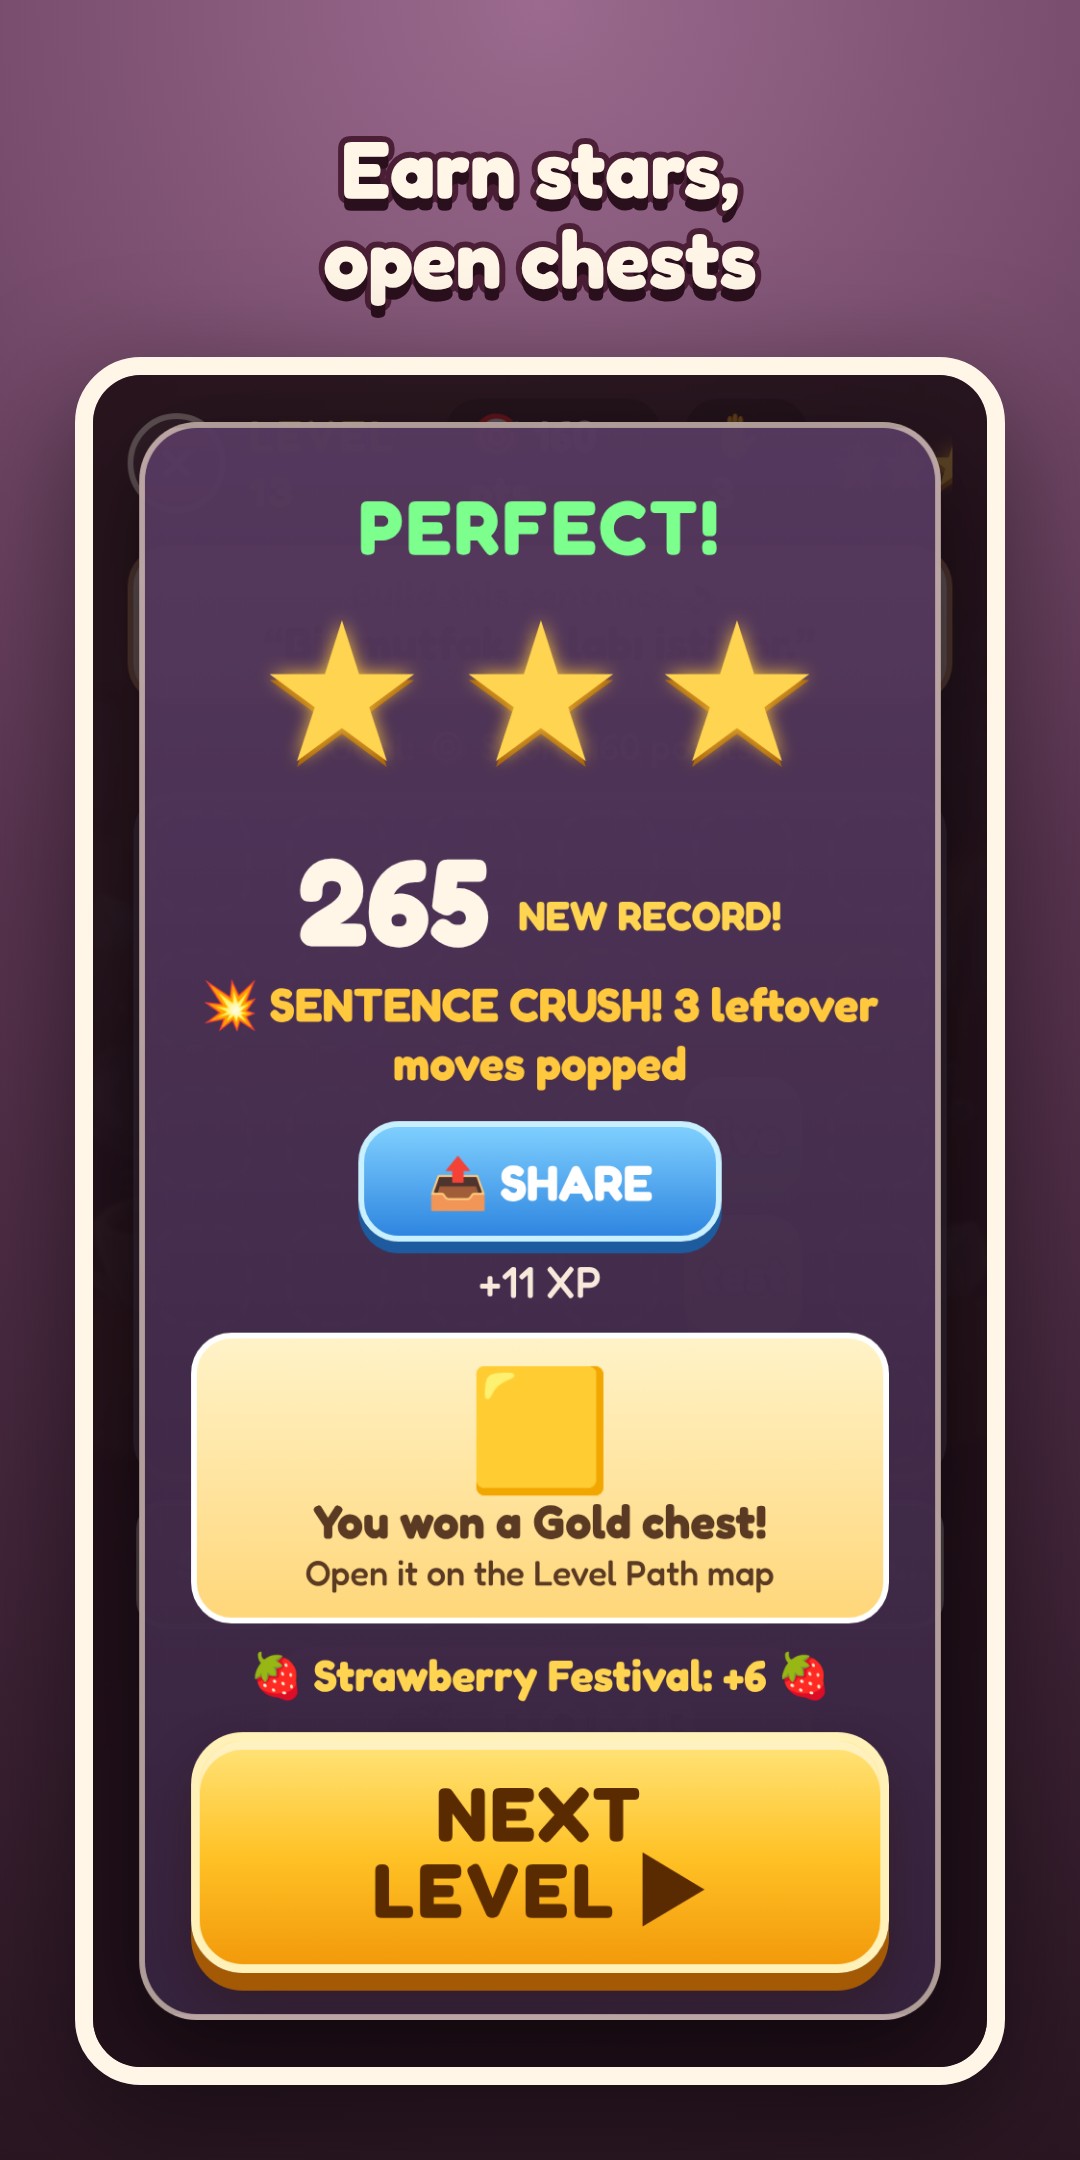 Earn stars,
open chests
PERFECT!
265 NEW RECORD!
💥 SENTENCE CRUSH! 3 leftover
moves popped
📤 SHARE
+11 XP
You won a Gold chest!
Open it on the Level Path map
🍓 Strawberry Festival: +6 🍓
NEXT
LEVEL ▶